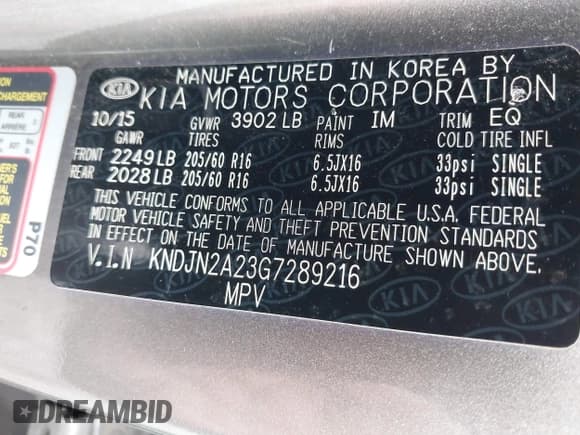 MANUFACTURED IN KOREA BY
KIA KIA MOTORS CORPORATION
10/15 GVWR 3902 LB PAINT IM TRIM EQ
GAWR TIRES RIMS COLD TIRE INFL
FRONT 2249 LB 205/60 R16 6.5JX16 33psi SINGLE
REAR 2028 LB 205/60 R16 6.5JX16 33psi SINGLE
THIS VEHICLE CONFORMS TO ALL APPLICABLE U.S.A. FEDERAL
MOTOR VEHICLE SAFETY AND THEFT PREVENTION STANDARDS
IN EFFECT ON THE DATE OF MANUFACTURE SHOWN ABOVE.
V.I.N KNDJN2A23G7289216
MPV
CHARGEMENT
ARRIERE
P70
DREAMBID